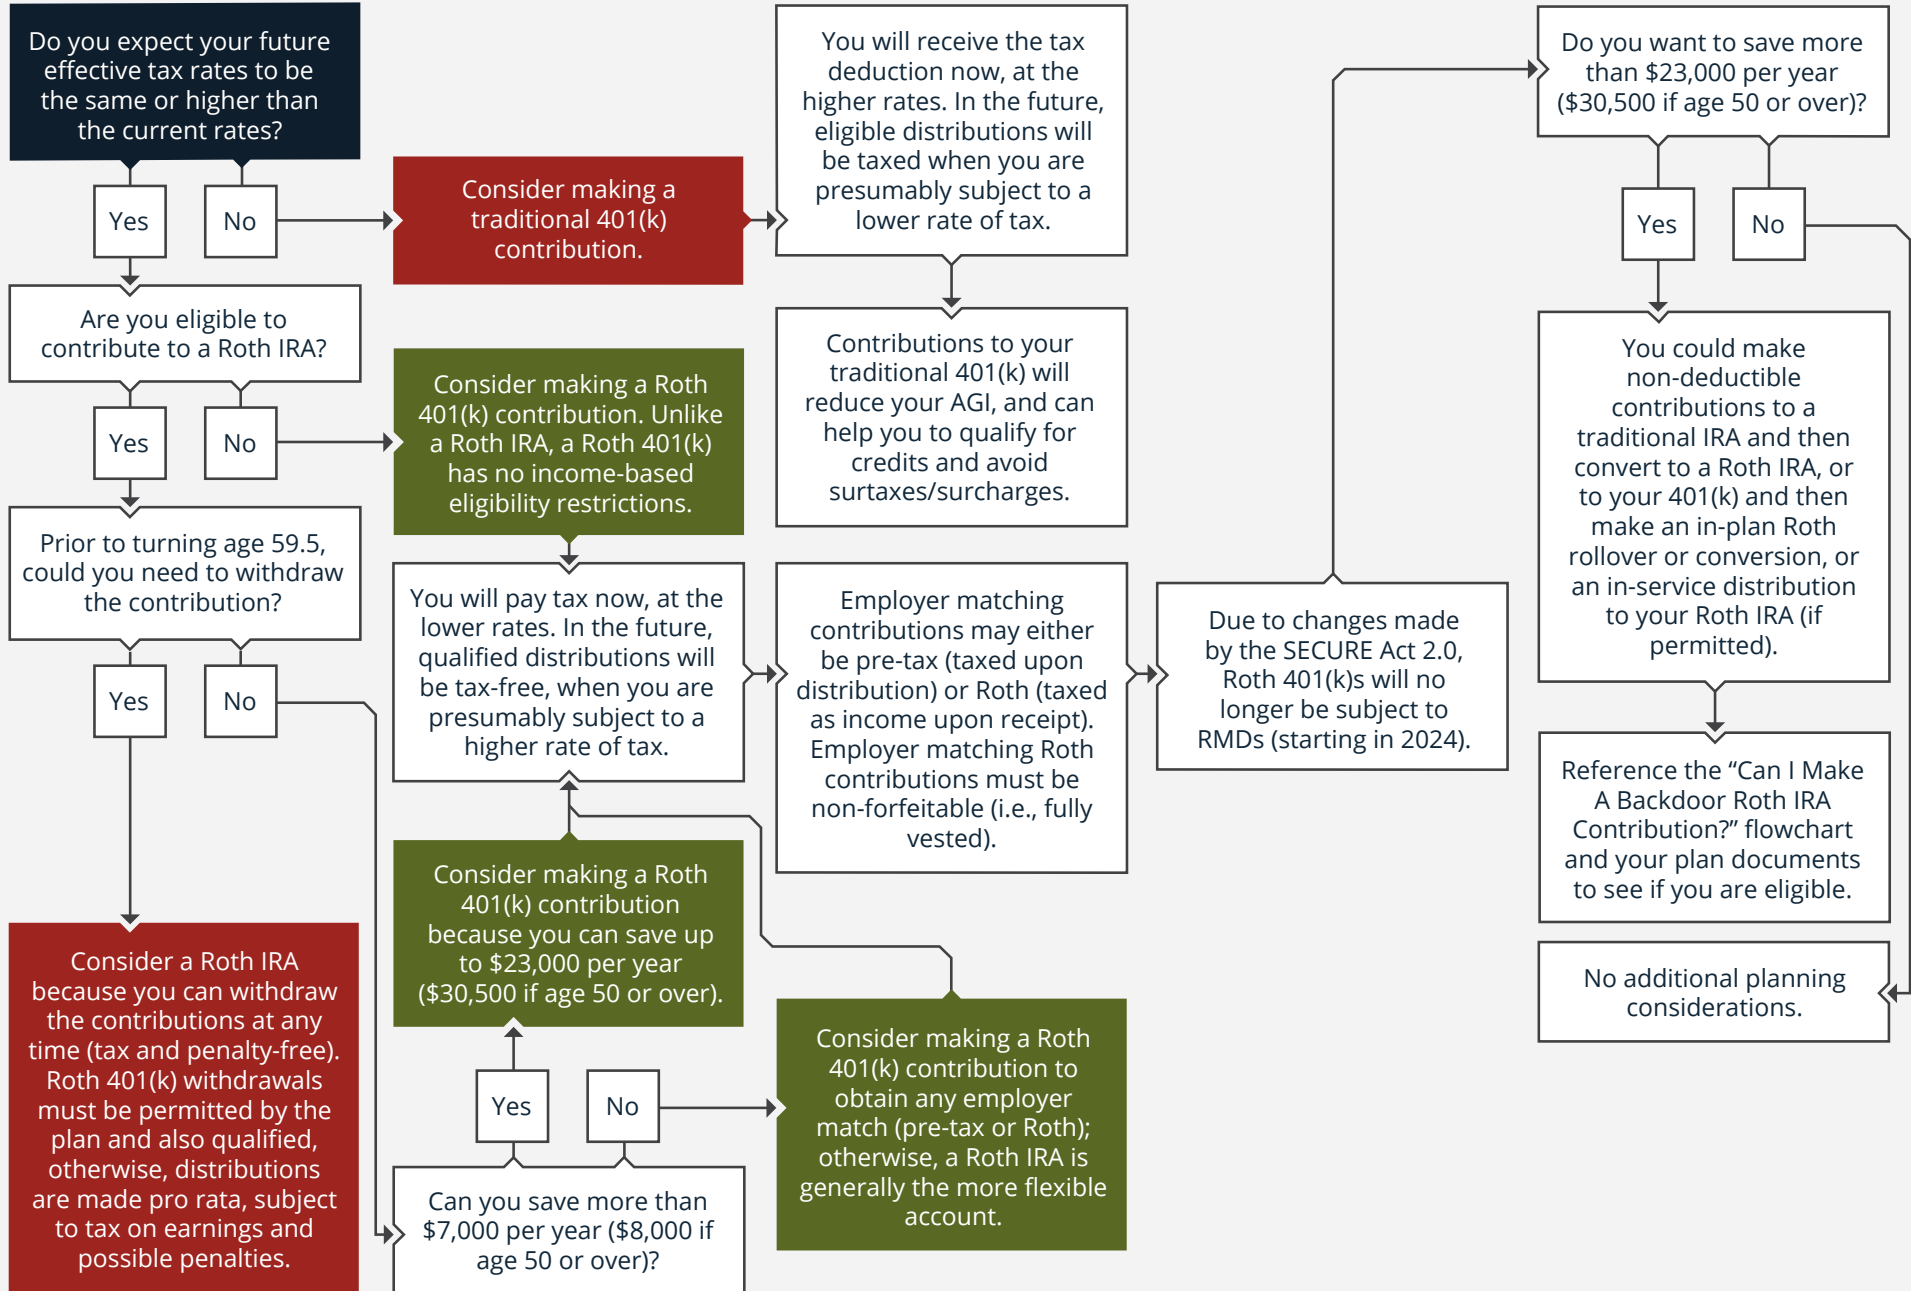 Do you expect your future
effective tax rates to be
the same or higher than
the current rates?
Yes
No
Are you eligible to
contribute to a Roth IRA?
Yes
No
Prior to turning age 59.5,
could you need to withdraw
the contribution?
Yes
No
Consider a Roth IRA
because you can withdraw
the contributions at any
time (tax and penalty-free).
Roth 401(k) withdrawals
must be permitted by the
plan and also qualified,
otherwise, distributions
are made pro rata, subject
to tax on earnings and
possible penalties.
Consider making a
traditional 401(k)
contribution.
Consider making a Roth
401(k) contribution. Unlike
a Roth IRA, a Roth 401(k)
has no income-based
eligibility restrictions.
You will pay tax now, at the
lower rates. In the future,
qualified distributions will
be tax-free, when you are
presumably subject to a
higher rate of tax.
Consider making a Roth
401(k) contribution
because you can save up
to $23,000 per year
($30,500 if age 50 or over).
Yes
No
Can you save more than
$7,000 per year ($8,000 if
age 50 or over)?
You will receive the tax
deduction now, at the
higher rates. In the future,
eligible distributions will
be taxed when you are
presumably subject to a
lower rate of tax.
Contributions to your
traditional 401(k) will
reduce your AGI, and can
help you to qualify for
credits and avoid
surtaxes/surcharges.
Employer matching
contributions may either
be pre-tax (taxed upon
distribution) or Roth (taxed
as income upon receipt).
Employer matching Roth
contributions must be
non-forfeitable (i.e., fully
vested).
Consider making a Roth
401(k) contribution to
obtain any employer
match (pre-tax or Roth);
otherwise, a Roth IRA is
generally the more flexible
account.
Due to changes made
by the SECURE Act 2.0,
Roth 401(k)s will no
longer be subject to
RMDs (starting in 2024).
Do you want to save more
than $23,000 per year
($30,500 if age 50 or over)?
Yes
No
You could make
non-deductible
contributions to a
traditional IRA and then
convert to a Roth IRA, or
to your 401(k) and then
make an in-plan Roth
rollover or conversion, or
an in-service distribution
to your Roth IRA (if
permitted).
Reference the “Can I Make
A Backdoor Roth IRA
Contribution?” flowchart
and your plan documents
to see if you are eligible.
No additional planning
considerations.